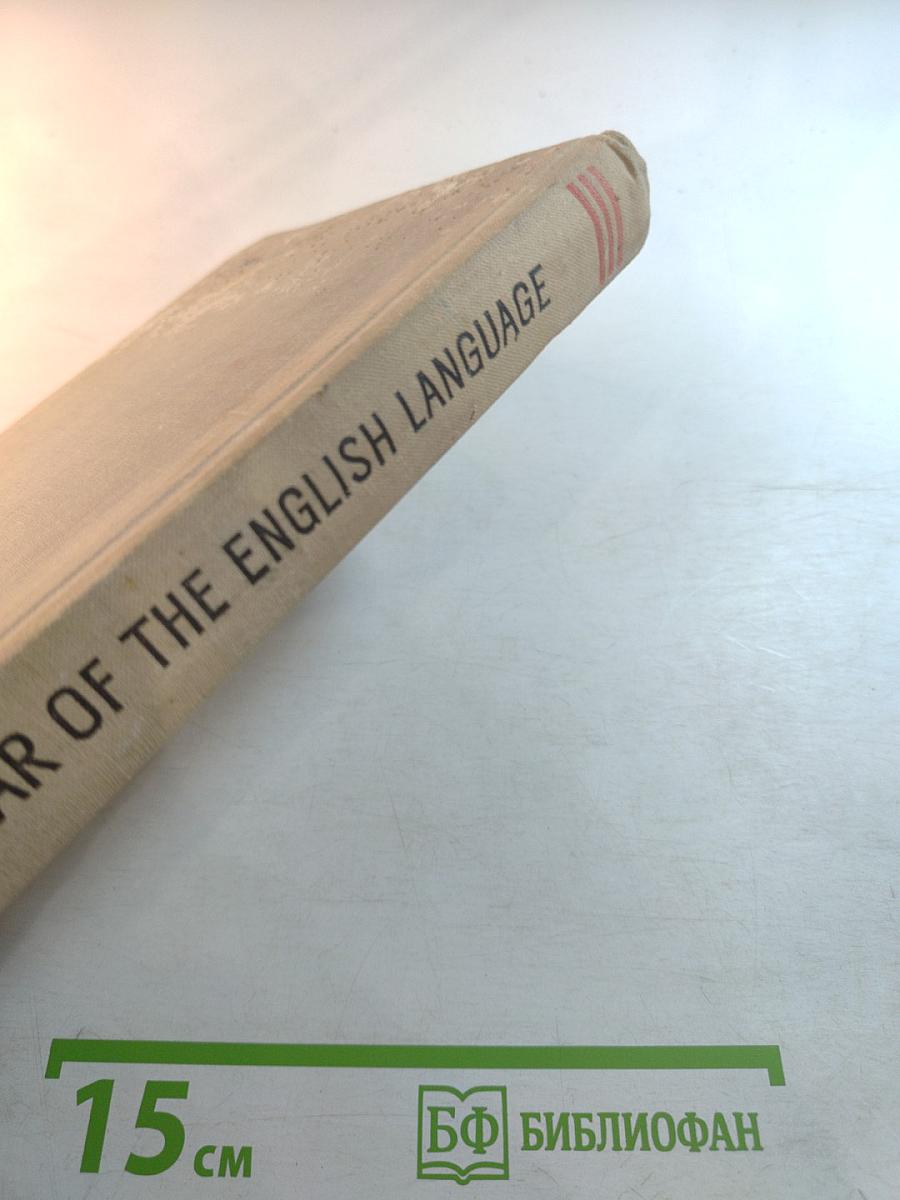 AR OF THE ENGLISH LANGUAGE
15 см
БФ БИБЛИОФАН